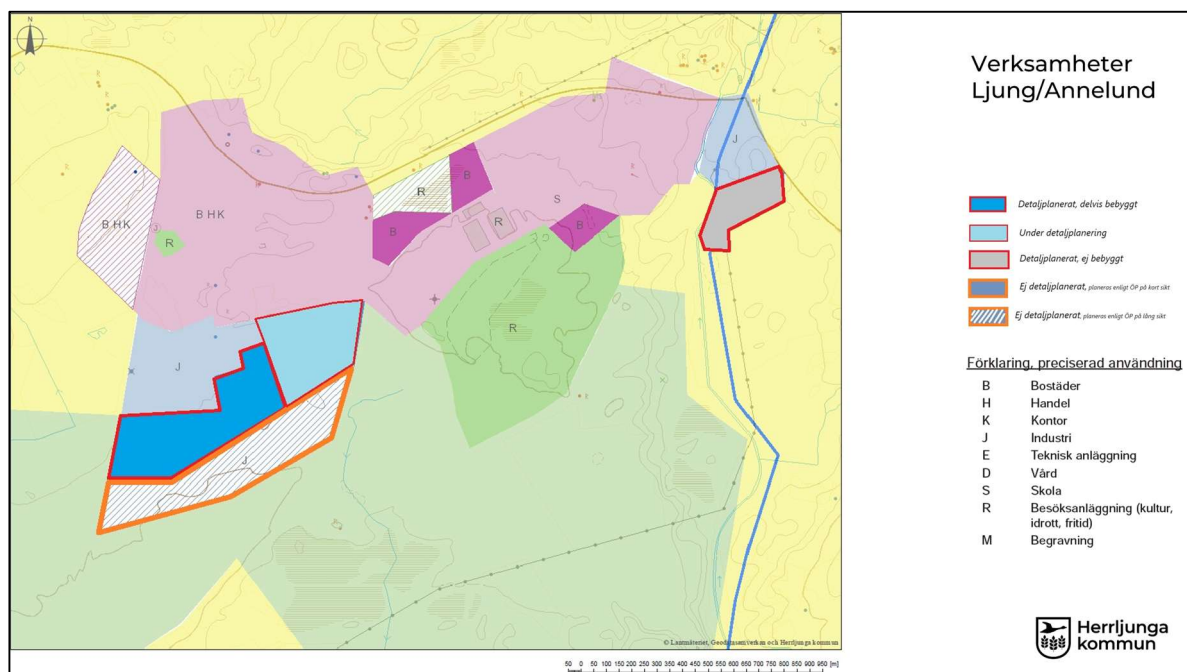 N
Verksamheter
Ljung/Annelund
J
B
R
B HK
B HK
S
R
B
B
R
R
J
J
Detaljplanerat, delvis bebyggt
Under detaljplanering
Detaljplanerat, ej bebyggt
Ej detaljplanerat, planeras enligt ÖP på kort sikt
Ej detaljplanerat, planeras enligt ÖP på lång sikt
Förklaring, preciserad användning
B Bostäder
H Handel
K Kontor
J Industri
E Teknisk anläggning
D Vård
S Skola
R Besöksanläggning (kultur,
idrott, fritid)
M Begravning
© Lantmäteriet, Geodatasamverkan och Herrljunga kommun
50 0 50 100 150 200 250 300 350 400 450 500 550 600 650 700 750 800 850 900 950 [m]
Herrljunga
kommun